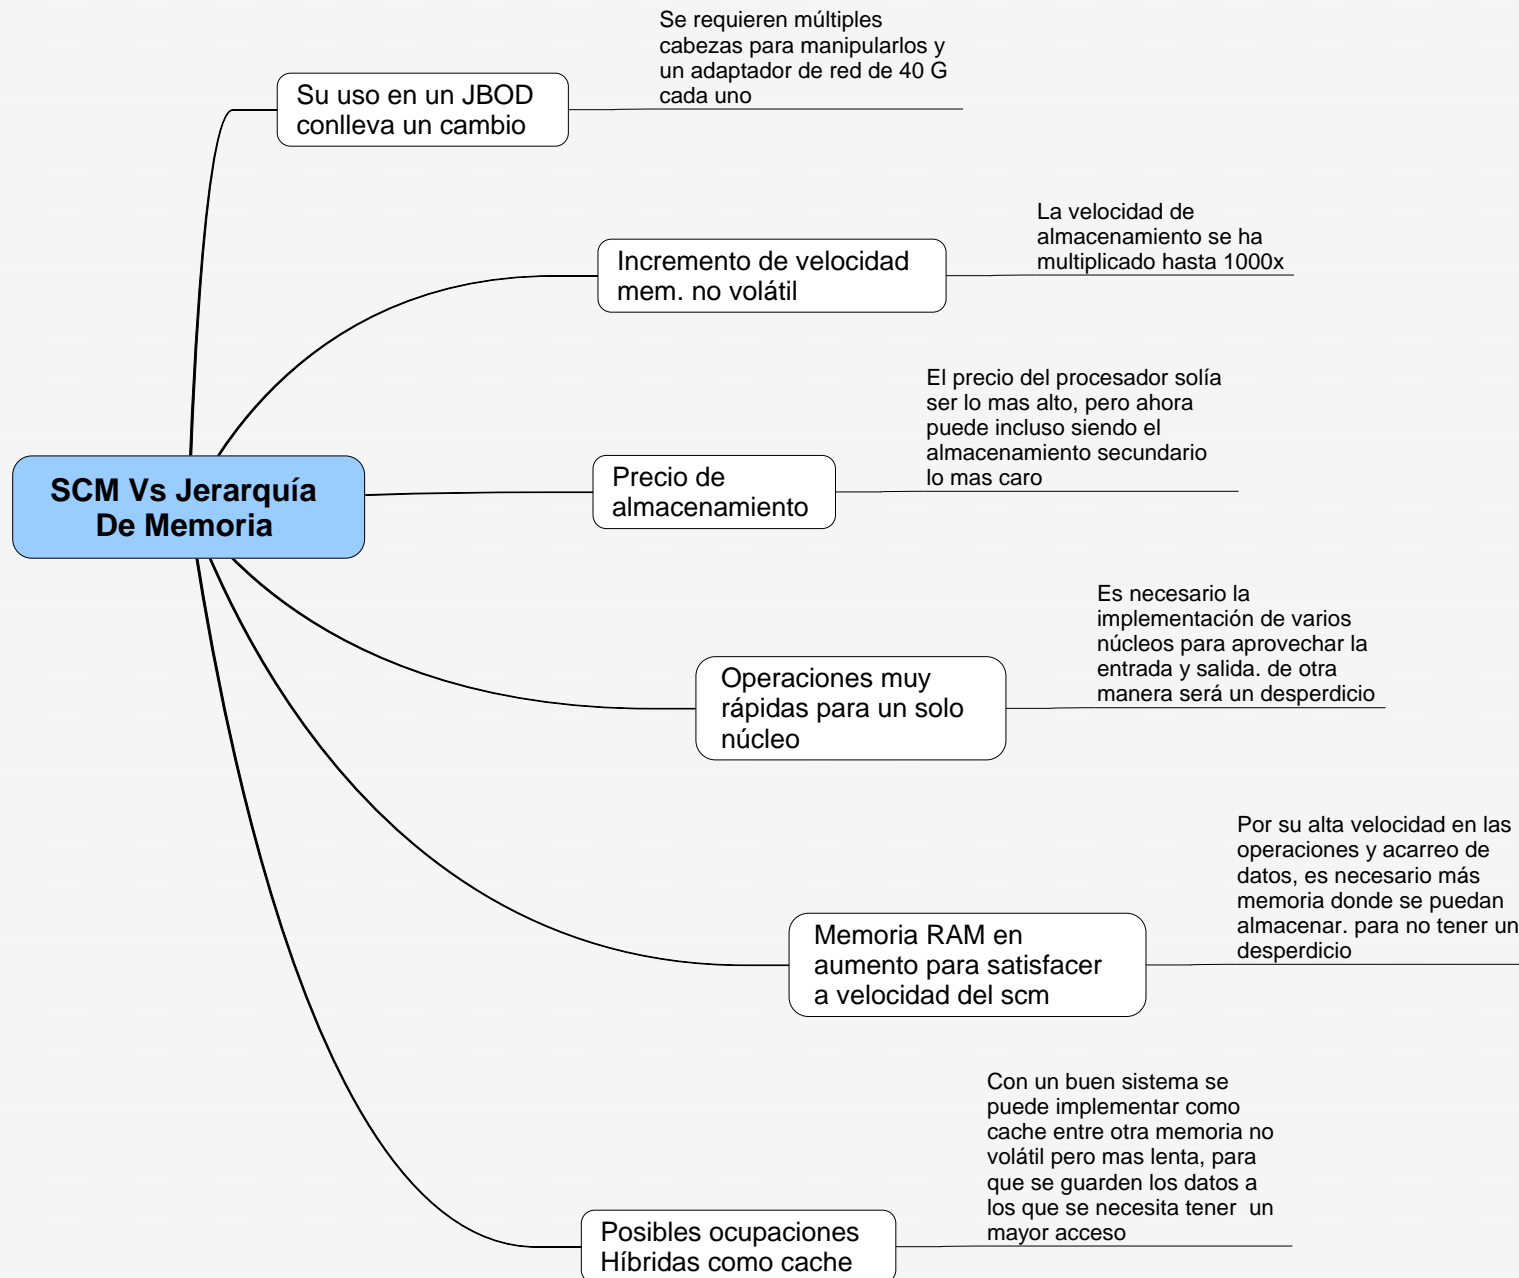 Se requieren múltiples
cabezas para manipularlos y
un adaptador de red de 40 G
cada uno
Su uso en un JBOD
conlleva un cambio
La velocidad de
almacenamiento se ha
multiplicado hasta 1000x
Incremento de velocidad
mem. no volátil
El precio del procesador solía
ser lo mas alto, pero ahora
puede incluso siendo el
almacenamiento secundario
lo mas caro
Precio de
almacenamiento
SCM Vs Jerarquía
De Memoria
Es necesario la
implementación de varios
núcleos para aprovechar la
entrada y salida. de otra
manera será un desperdicio
Operaciones muy
rápidas para un solo
núcleo
Por su alta velocidad en las
operaciones y acarreo de
datos, es necesario más
memoria donde se puedan
almacenar. para no tener un
desperdicio
Memoria RAM en
aumento para satisfacer
a velocidad del scm
Con un buen sistema se
puede implementar como
cache entre otra memoria no
volátil pero mas lenta, para
que se guarden los datos a
los que se necesita tener  un
mayor acceso
Posibles ocupaciones
Híbridas como cache